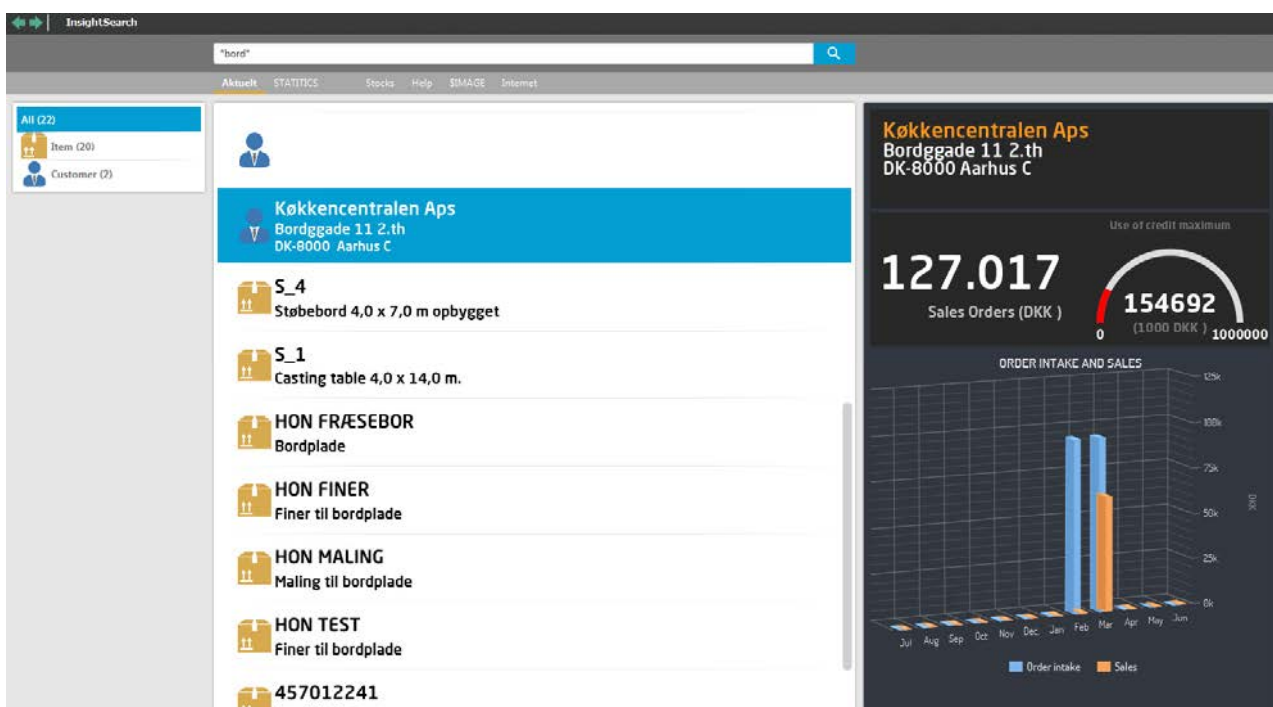 InsightSearch
"bord"
Aktuelt STATITICS Stocks Help $IMAGE Internet
All (22)
Item (20)
Customer (2)
Køkkencentralen Aps
Bordggade 11 2.th
DK-8000 Aarhus C
S_4
Støbebord 4,0 x 7,0 m opbygget
S_1
Casting table 4,0 x 14,0 m.
HON FRÆSEBOR
Bordplade
HON FINER
Finer til bordplade
HON MALING
Maling til bordplade
HON TEST
Finer til bordplade
457012241
Køkkencentralen Aps
Bordggade 11 2.th
DK-8000 Aarhus C
127.017
Sales Orders (DKK )
Use of credit maximum
154692
(1000 DKK )
0 1000000
ORDER INTAKE AND SALES
125k
100k
75k
50k
25k
0k
DKK
Jul Aug Sep Oct Nov Dec Jan Feb Mar Apr May Jun
Order intake Sales